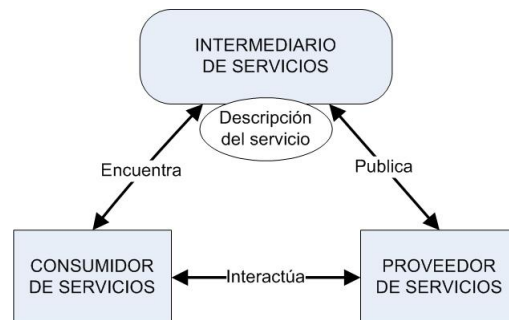 INTERMEDIARIO
DE SERVICIOS
Descripción
del servicio
Encuentra
Publica
CONSUMIDOR
DE SERVICIOS
Interactúa
PROVEEDOR
DE SERVICIOS